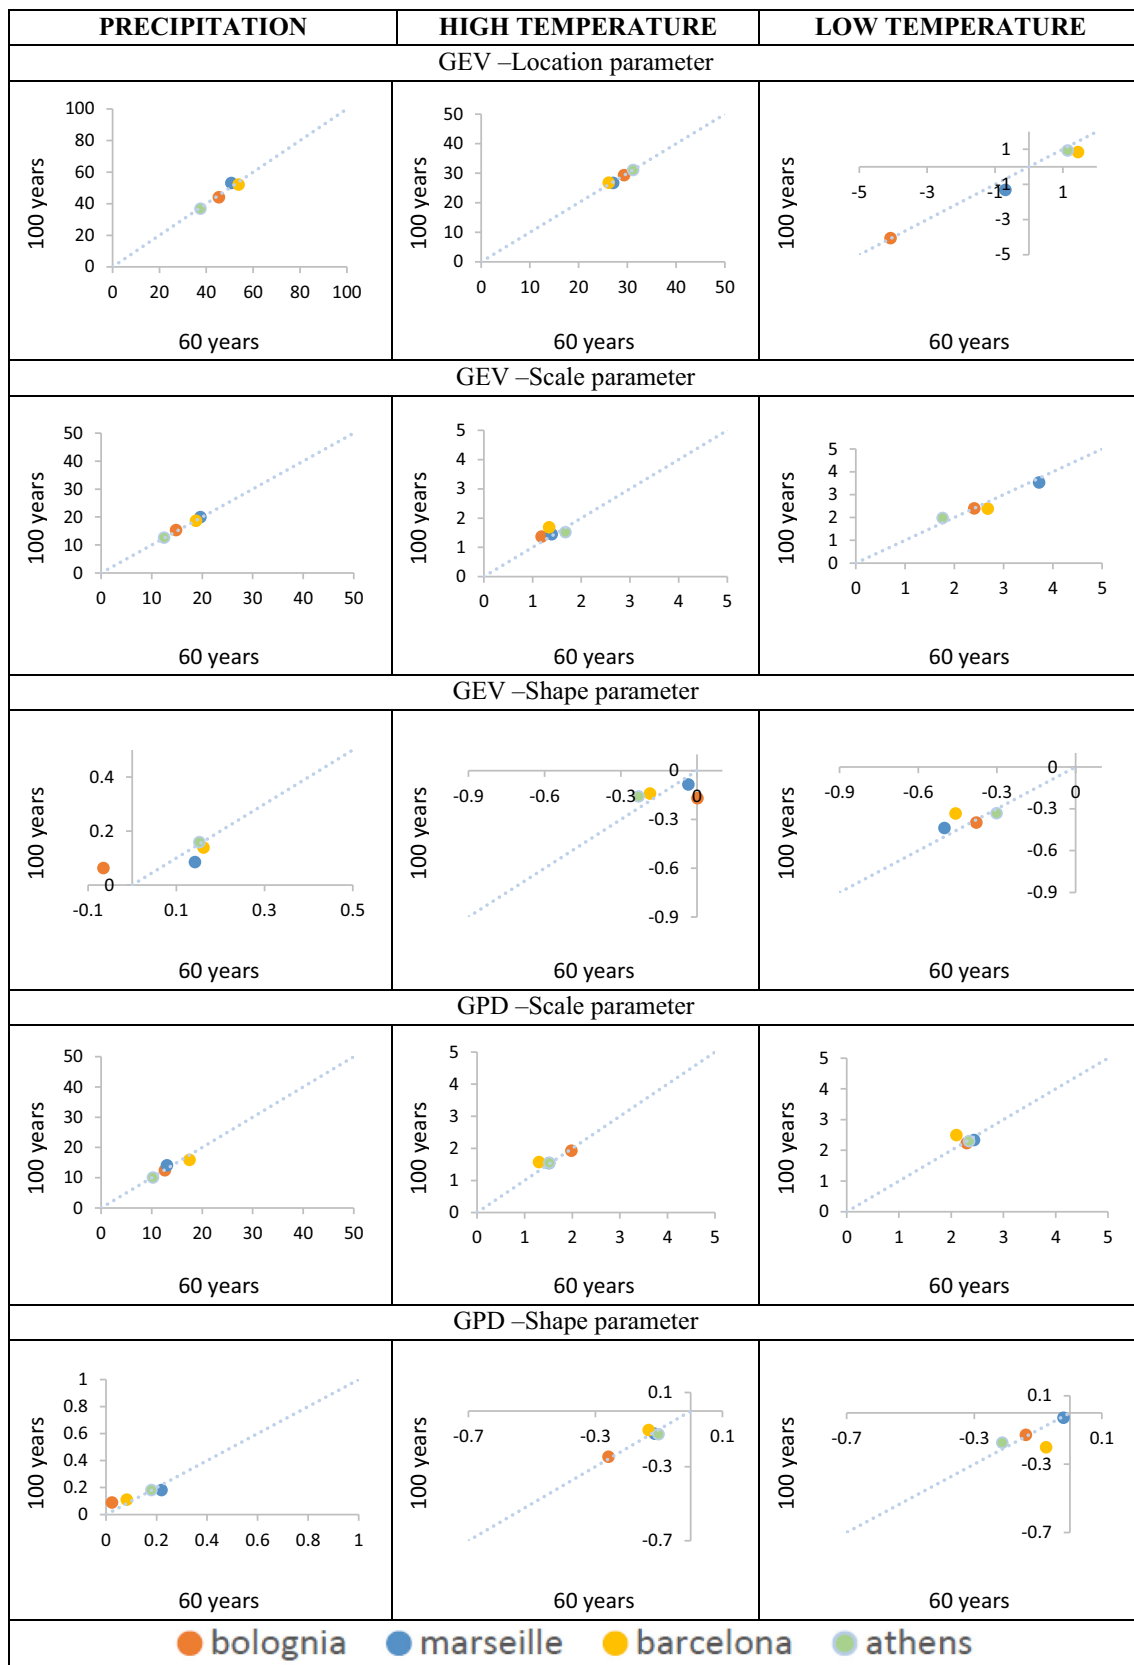 PRECIPITATION HIGH TEMPERATURE LOW TEMPERATURE
GEV –Location parameter
100 years
100
80
60
40
20
0
0 20 40 60 80 100
60 years
100 years
50
40
30
20
10
0
0 10 20 30 40 50
60 years
100 years
1
-1
-3
-5
-5 -3 -1 1
60 years
GEV –Scale parameter
100 years
50
40
30
20
10
0
0 10 20 30 40 50
60 years
100 years
5
4
3
2
1
0
0 1 2 3 4 5
60 years
100 years
5
4
3
2
1
0
0 1 2 3 4 5
60 years
GEV –Shape parameter
100 years
0.4
0.2
0
-0.1 0.1 0.3 0.5
60 years
100 years
0
-0.3
-0.6
-0.9
-0.9 -0.6 -0.3 0
60 years
100 years
0
-0.3
-0.6
-0.9
-0.9 -0.6 -0.3 0
60 years
GPD –Scale parameter
100 years
50
40
30
20
10
0
0 10 20 30 40 50
60 years
100 years
5
4
3
2
1
0
0 1 2 3 4 5
60 years
100 years
5
4
3
2
1
0
0 1 2 3 4 5
60 years
GPD –Shape parameter
100 years
1
0.8
0.6
0.4
0.2
0
0 0.2 0.4 0.6 0.8 1
60 years
100 years
0.1
-0.3
-0.7
-0.7 -0.3 0.1
60 years
100 years
0.1
-0.3
-0.7
-0.7 -0.3 0.1
60 years
bolognia marseille barcelona athens